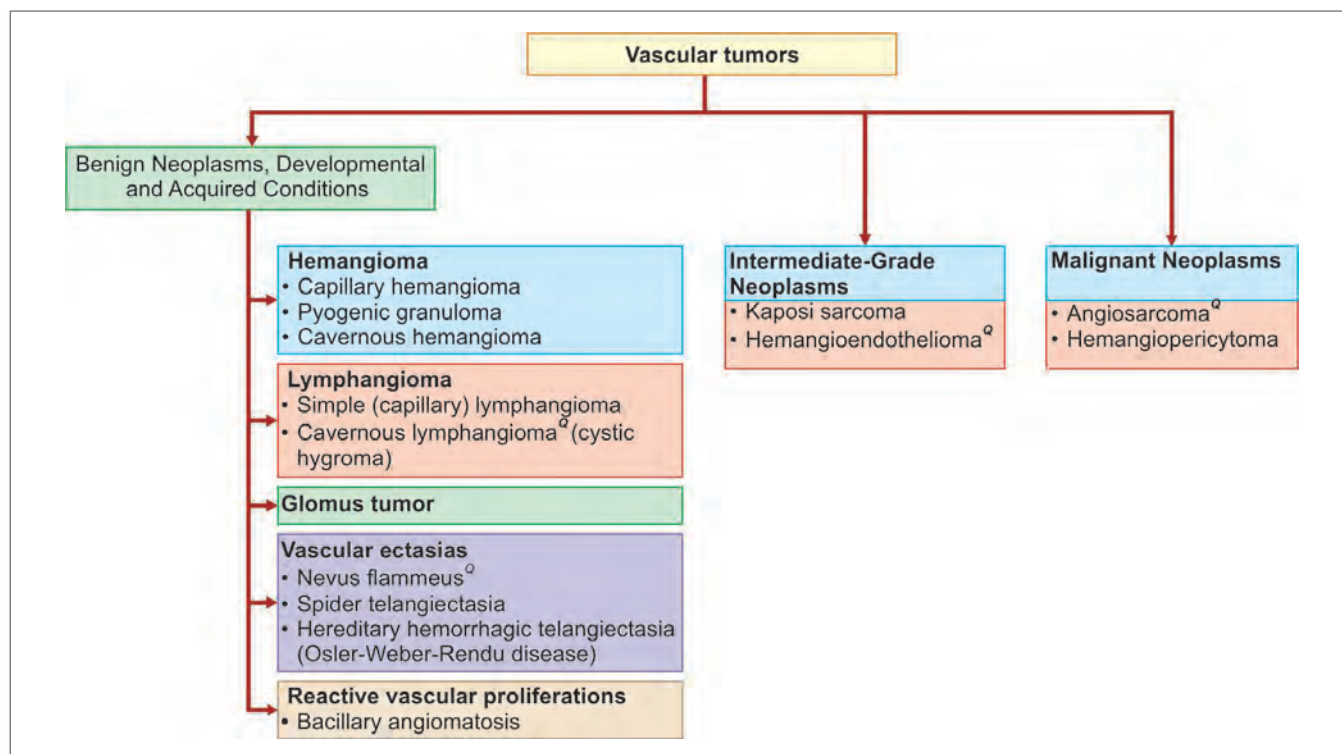 Vascular tumors
Benign Neoplasms, Developmental
and Acquired Conditions
Hemangioma
• Capillary hemangioma
• Pyogenic granuloma
• Cavernous hemangioma
Lymphangioma
• Simple (capillary) lymphangioma
• Cavernous lymphangioma^Q (cystic
hygroma)
Glomus tumor
Vascular ectasias
• Nevus flammeus^Q
• Spider telangiectasia
• Hereditary hemorrhagic telangiectasia
(Osler-Weber-Rendu disease)
Reactive vascular proliferations
• Bacillary angiomatosis
Intermediate-Grade
Neoplasms
• Kaposi sarcoma
• Hemangioendothelioma^Q
Malignant Neoplasms
• Angiosarcoma^Q
• Hemangiopericytoma